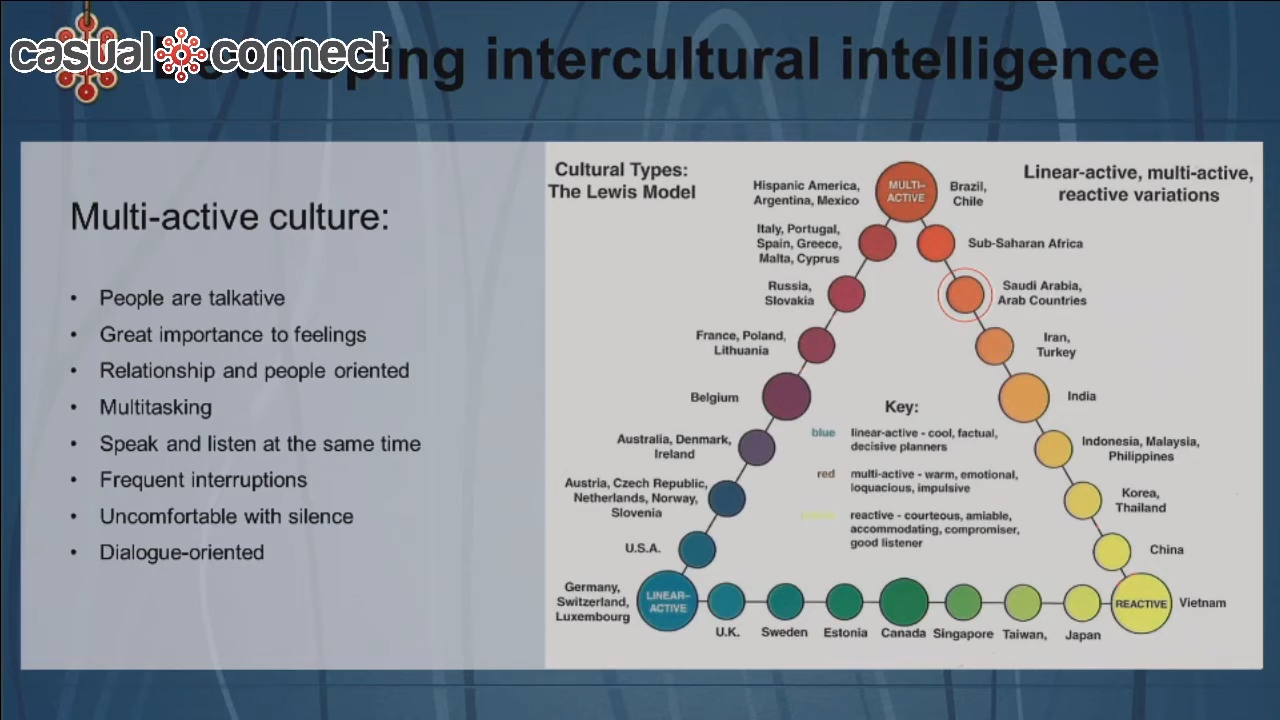 casual connect
Developing intercultural intelligence
Multi-active culture:
• People are talkative
• Great importance to feelings
• Relationship and people oriented
• Multitasking
• Speak and listen at the same time
• Frequent interruptions
• Uncomfortable with silence
• Dialogue-oriented
Cultural Types:
The Lewis Model
Linear-active, multi-active,
reactive variations
MULTI-
ACTIVE
Hispanic America,
Argentina, Mexico
Brazil,
Chile
Italy, Portugal,
Spain, Greece,
Malta, Cyprus
Sub-Saharan Africa
Russia,
Slovakia
Saudi Arabia,
Arab Countries
France, Poland,
Lithuania
Iran,
Turkey
Belgium
India
Australia, Denmark,
Ireland
Indonesia, Malaysia,
Philippines
Austria, Czech Republic,
Netherlands, Norway,
Slovenia
Korea,
Thailand
U.S.A.
China
Germany,
Switzerland,
Luxembourg
LINEAR-
ACTIVE
REACTIVE
Vietnam
U.K.
Sweden
Estonia
Canada
Singapore
Taiwan,
Japan
Key:
blue linear-active - cool, factual,
decisive planners
red multi-active - warm, emotional,
loquacious, impulsive
reactive - courteous, amiable,
accommodating, compromiser,
good listener